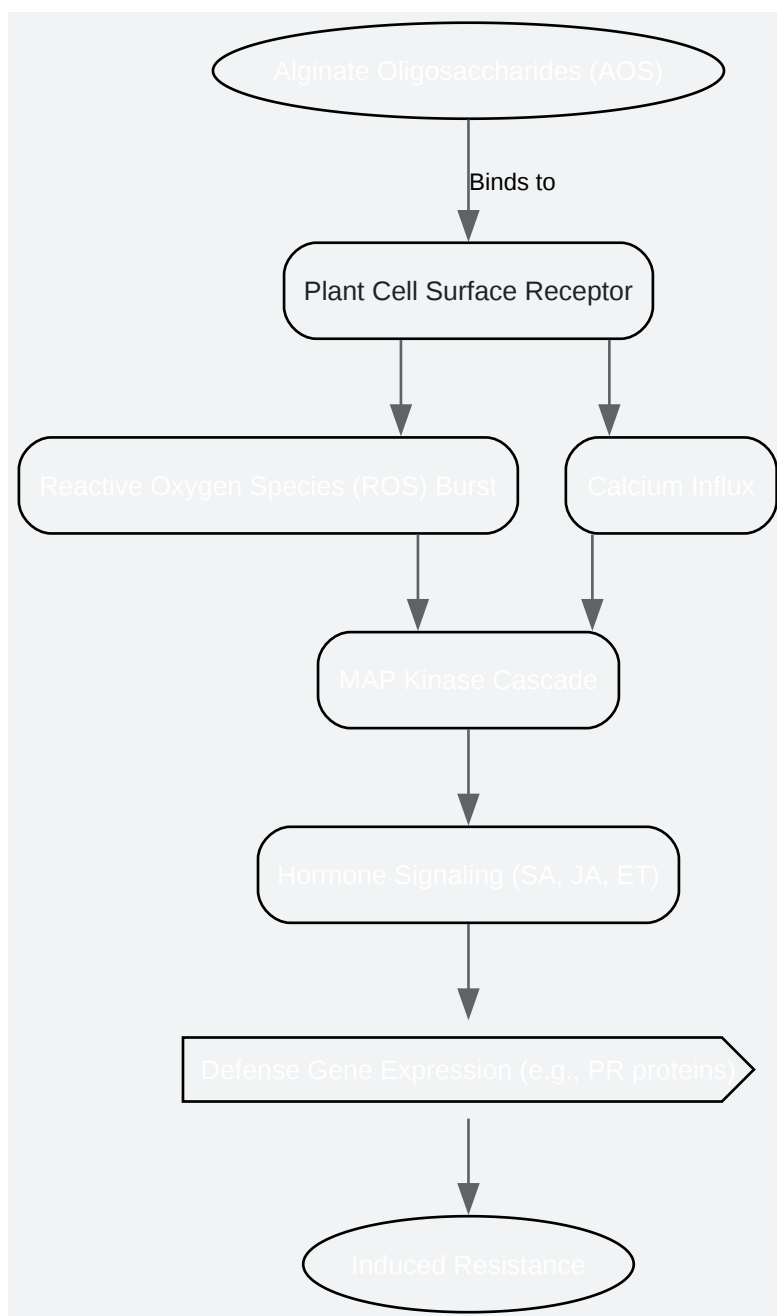 Alginate Oligosaccharides (AOS)
Binds to
Plant Cell Surface Receptor
Reactive Oxygen Species (ROS) Burst
Calcium Influx
MAP Kinase Cascade
Hormone Signaling (SA, JA, ET)
Defense Gene Expression (e.g., PR proteins)
Induced Resistance